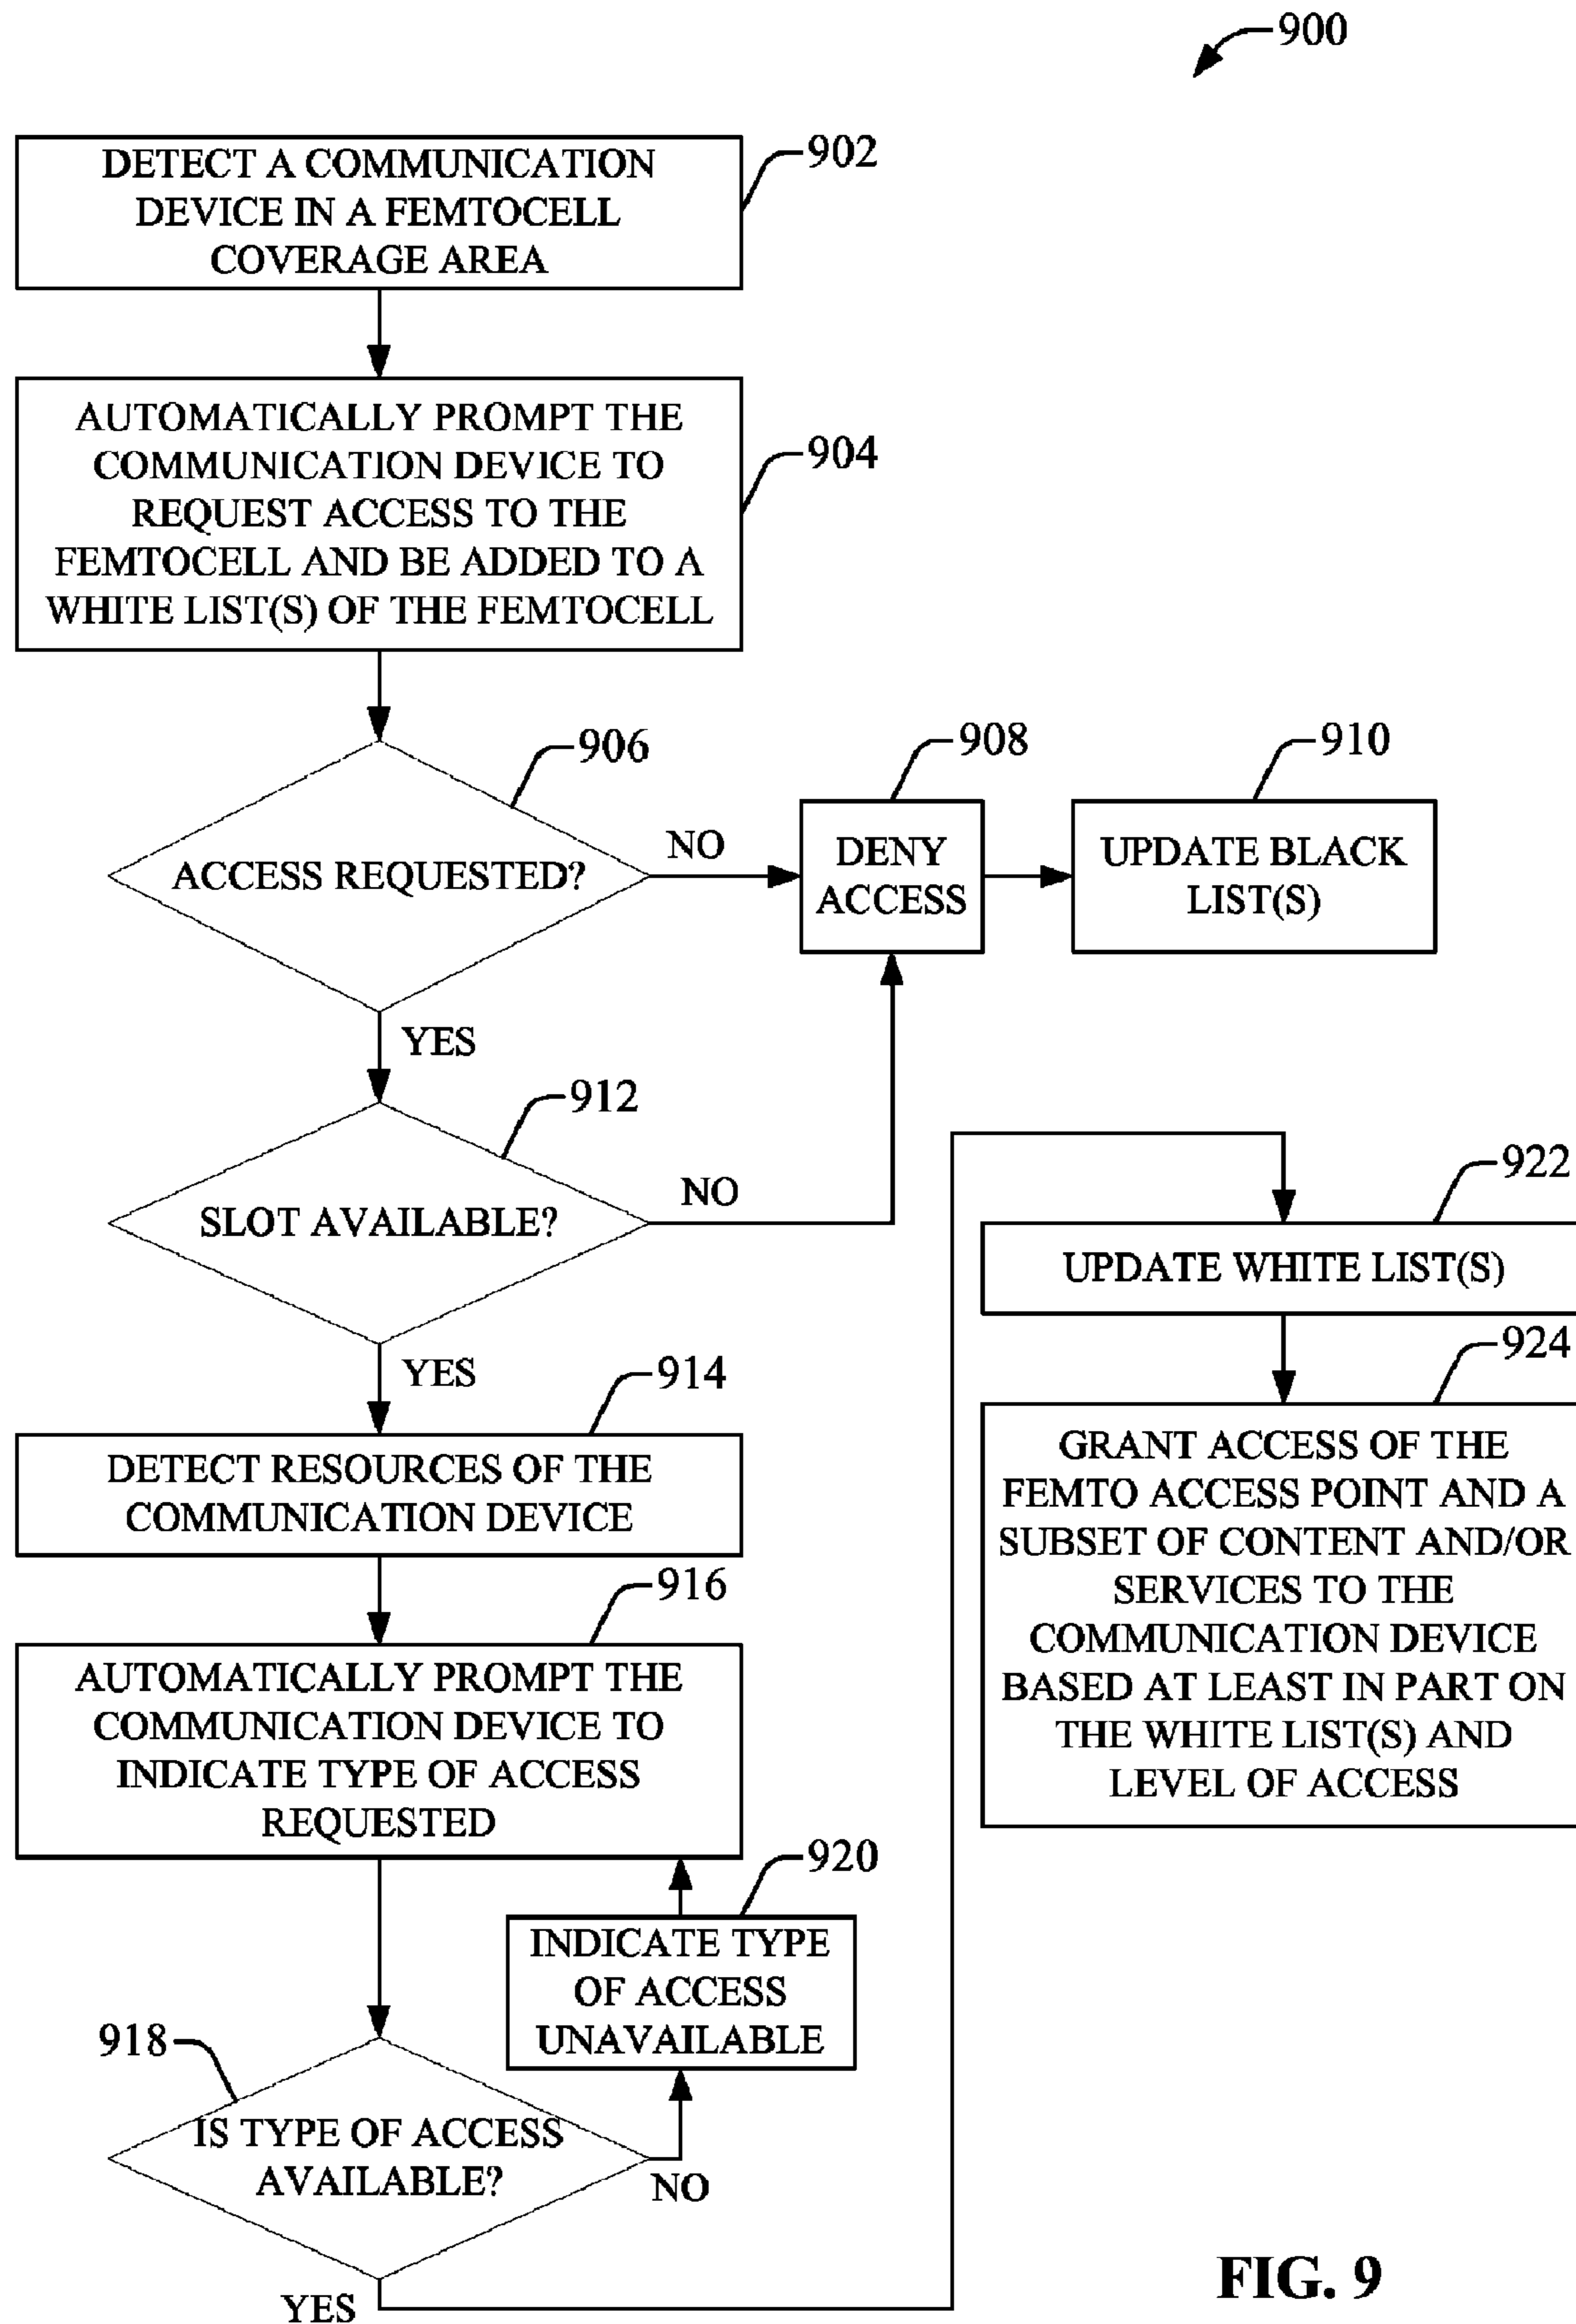 900
902
DETECT A COMMUNICATION
DEVICE IN A FEMTOCELL
COVERAGE AREA
904
AUTOMATICALLY PROMPT THE
COMMUNICATION DEVICE TO
REQUEST ACCESS TO THE
FEMTOCELL AND BE ADDED TO A
WHITE LIST(S) OF THE FEMTOCELL
906
ACCESS REQUESTED?
NO
YES
908
DENY
ACCESS
910
UPDATE BLACK
LIST(S)
912
SLOT AVAILABLE?
NO
YES
914
DETECT RESOURCES OF THE
COMMUNICATION DEVICE
916
AUTOMATICALLY PROMPT THE
COMMUNICATION DEVICE TO
INDICATE TYPE OF ACCESS
REQUESTED
920
INDICATE TYPE
OF ACCESS
UNAVAILABLE
918
IS TYPE OF ACCESS
AVAILABLE?
NO
YES
922
UPDATE WHITE LIST(S)
924
GRANT ACCESS OF THE
FEMTO ACCESS POINT AND A
SUBSET OF CONTENT AND/OR
SERVICES TO THE
COMMUNICATION DEVICE
BASED AT LEAST IN PART ON
THE WHITE LIST(S) AND
LEVEL OF ACCESS
FIG. 9